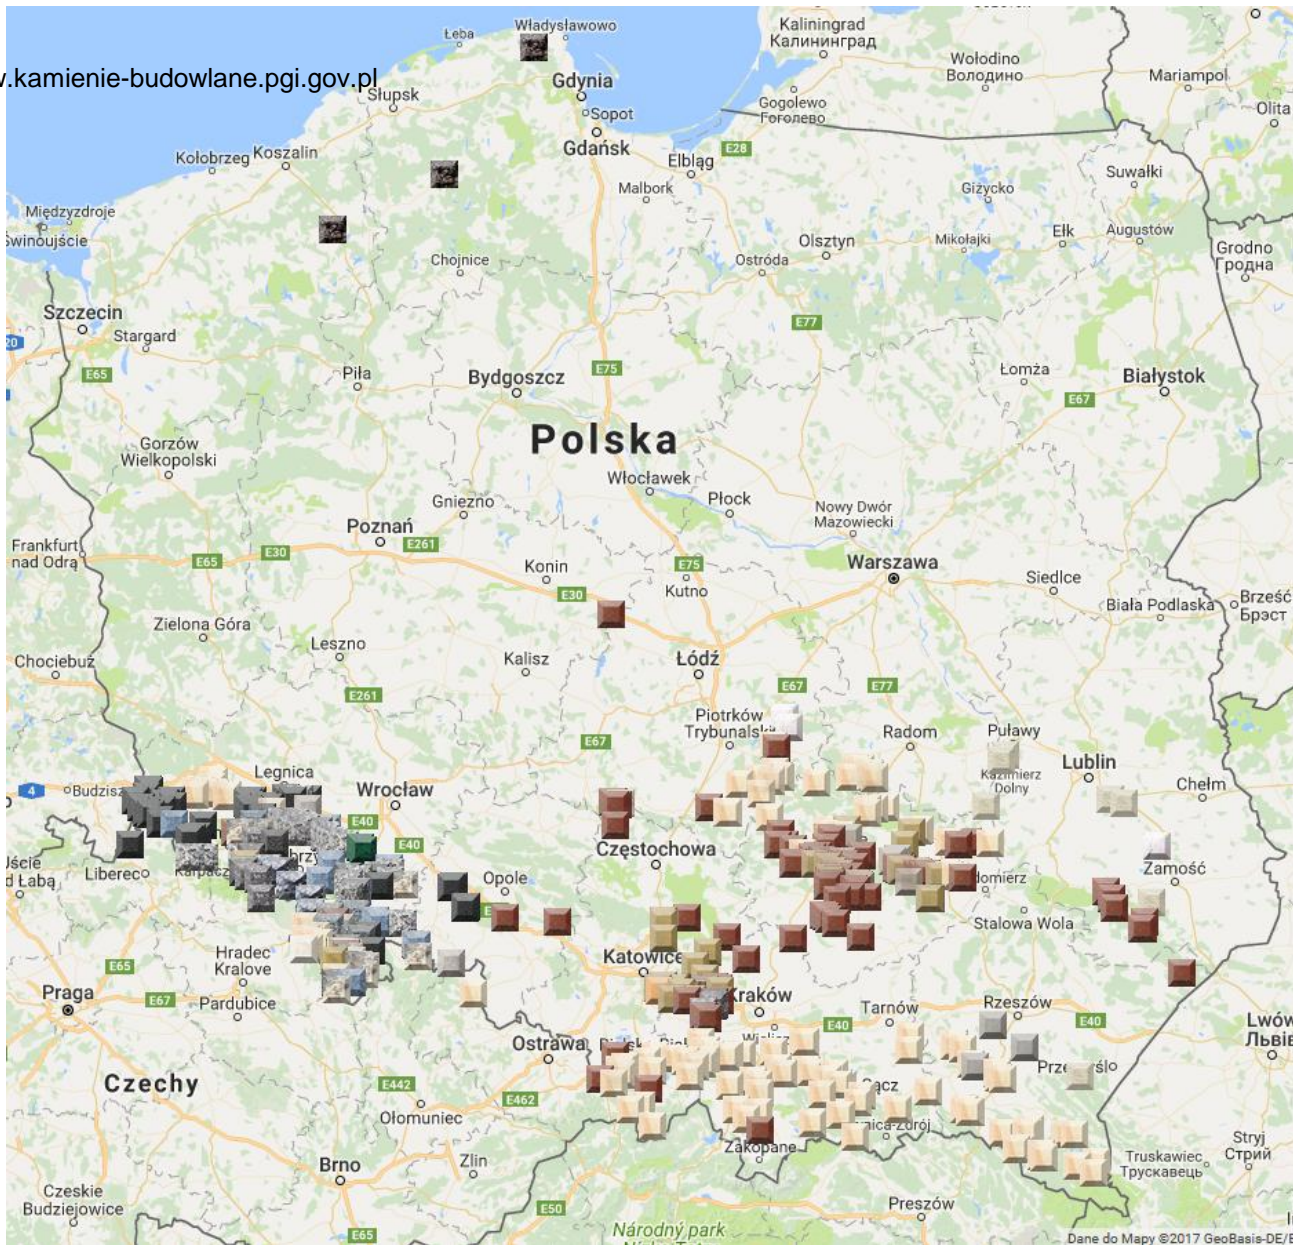 Władysławowo
Łeba
Kaliningrad
Калининград
Wołodino
Володино
w.kamienie-budowlane.pgi.gov.pl
Gdynia
Mariampol
Słupsk
Gogolewo
Гоголево
Sopot
Olita
Gdańsk
E28
Kołobrzeg
Koszalin
Elbląg
Suwałki
Malbork
Giżycko
Międzyzdroje
Świnoujście
Olsztyn
Mikołajki
Ełk
Augustów
Grodno
Гродна
Chojnice
Ostróda
Szczecin
E77
Stargard
20
E65
Piła
Bydgoszcz
E75
Łomża
Białystok
E67
Polska
Gorzów
Wielkopolski
Włocławek
Płock
Gniezno
Nowy Dwór
Mazowiecki
Poznań
E261
Frankfurt
nad Odrą
E65
E30
Konin
E75
Warszawa
Kutno
Siedlce
E30
Biała Podlaska
Brześć
Брэст
Zielona Góra
Leszno
Kalisz
Łódź
Chociebuż
E261
E67
E77
Piotrków
Radom
Puławy
E67
Lublin
Legnica
4
Wrocław
Kazimierz
Dolny
Chełm
E40
E40
Częstochowa
Zamość
Liberec
Opole
Stalowa Wola
Hradec
Kralove
Katowice
E65
Praga
E67
Pardubice
Kraków
Tarnów
Rzeszów
E40
E40
Ostrawa
Czechy
E442
E462
Ołomuniec
Zakopane
Stryj
Стрий
Truskawiec
Трускавець
Brno
Zlin
Czeskie
Budziejowice
E50
Preszów
E65
Národný park
Dane do Mapy ©2017 GeoBasis-DE/B